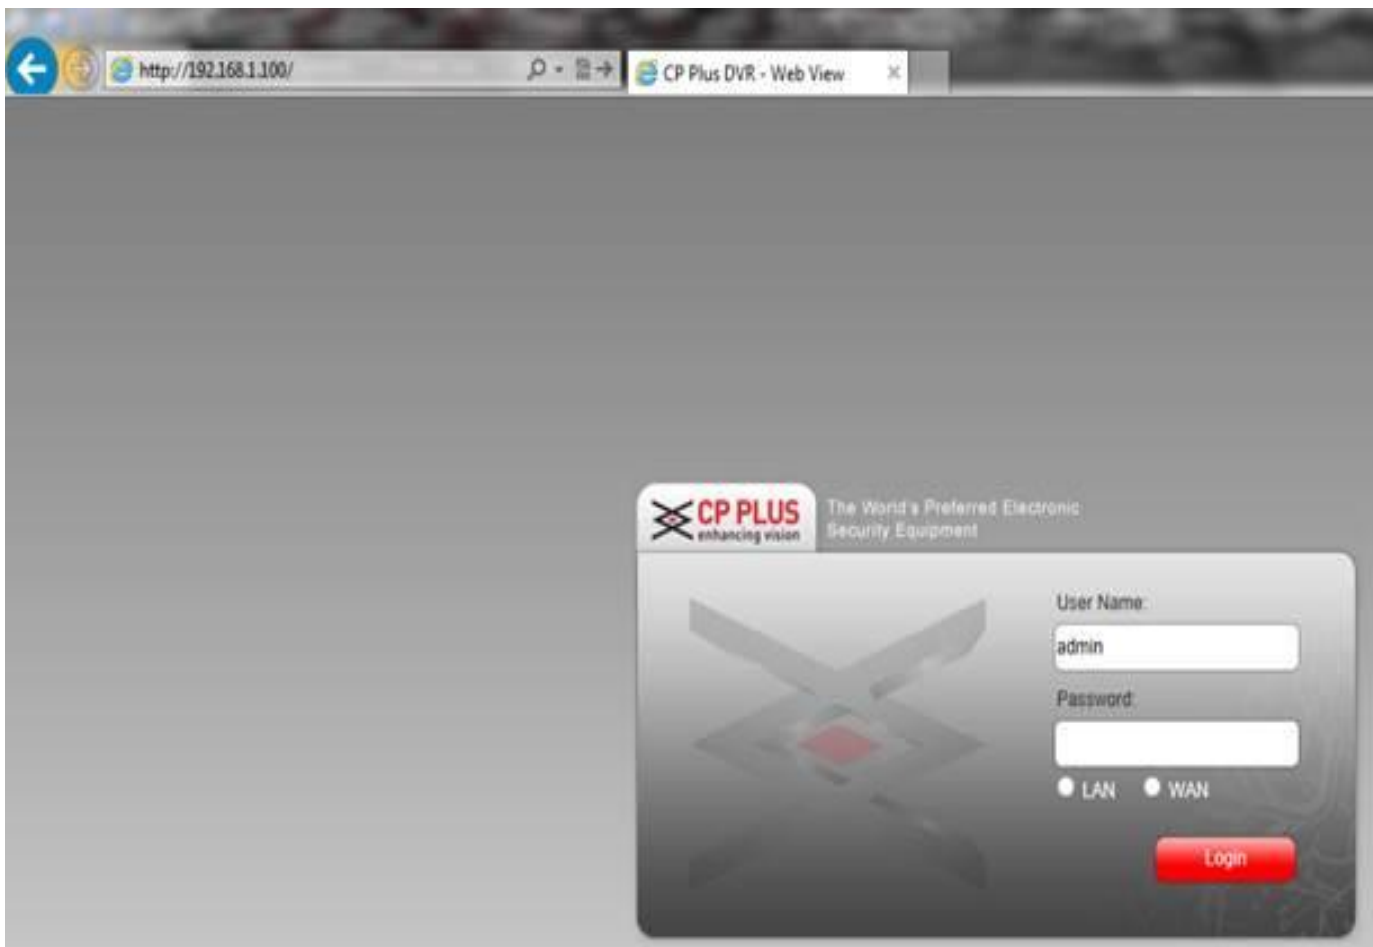 http://192.168.1.100/
CP Plus DVR - Web View
CP PLUS
enhancing vision
The World's Preferred Electronic
Security Equipment
User Name:
admin
Password:
LAN WAN
Login